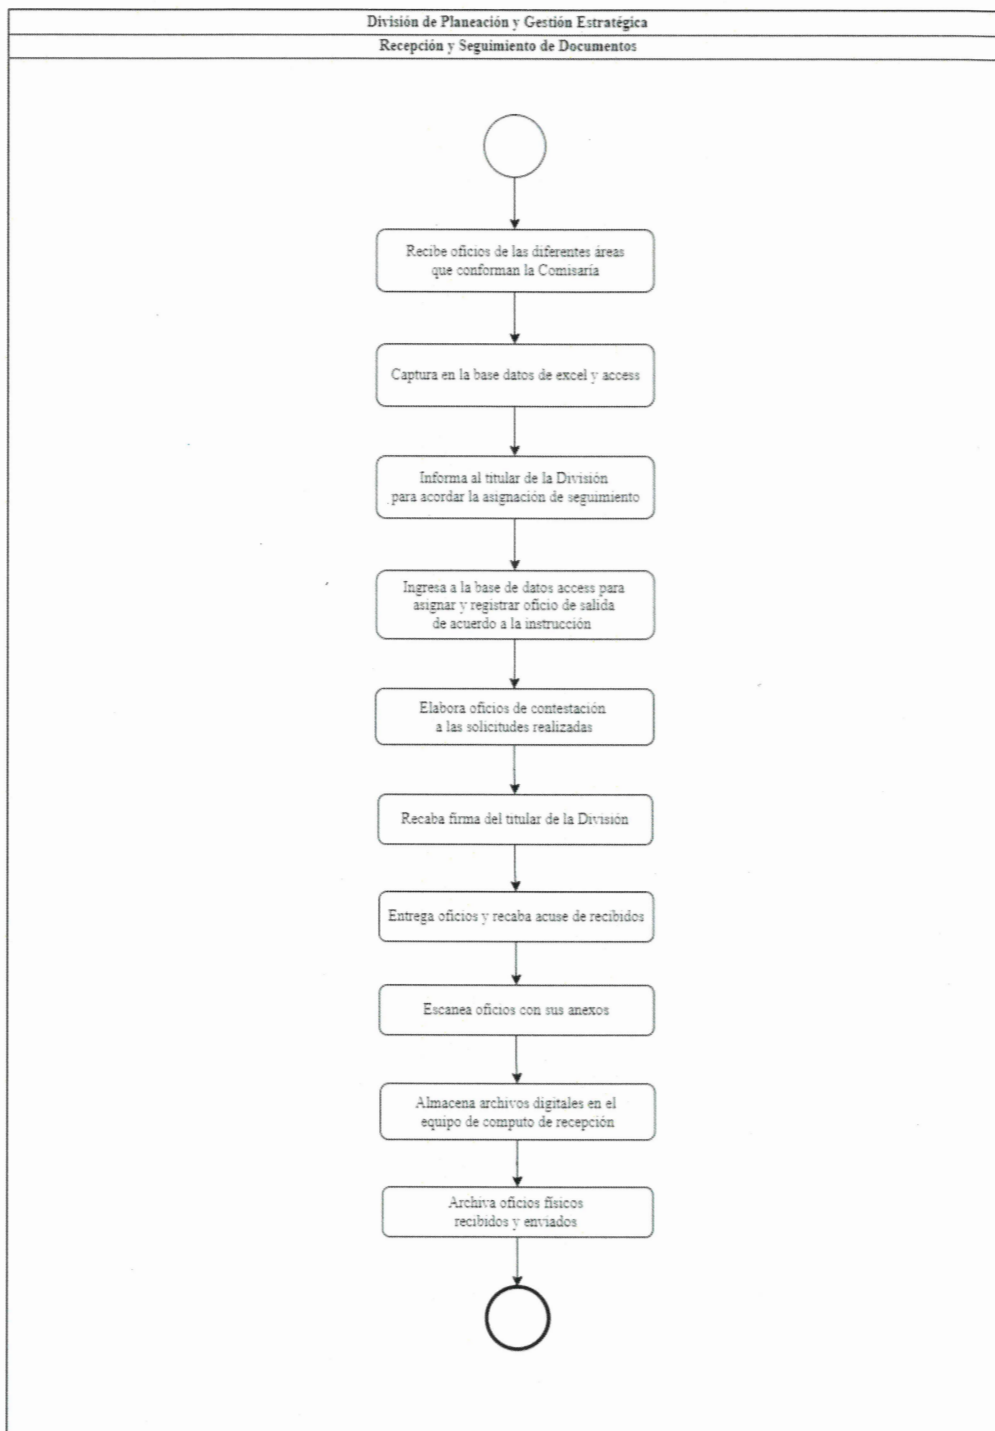 División de Planeación y Gestión Estratégica
Recepción y Seguimiento de Documentos
Recibe oficios de las diferentes áreas
que conforman la Comisaría
Captura en la base datos de excel y access
Informa al titular de la División
para acordar la asignación de seguimiento
Ingresa a la base de datos access para
asignar y registrar oficio de salida
de acuerdo a la instrucción
Elabora oficios de contestación
a las solicitudes realizadas
Recaba firma del titular de la División
Entrega oficios y recaba acuse de recibidos
Escanea oficios con sus anexos
Almacena archivos digitales en el
equipo de computo de recepción
Archiva oficios físicos
recibidos y enviados